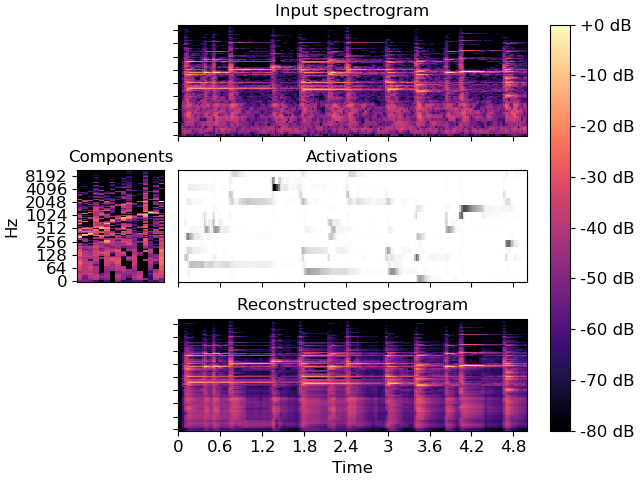 Input spectrogram
+0 dB
-10 dB
-20 dB
-30 dB
-40 dB
-50 dB
-60 dB
-70 dB
-80 dB
Components
Activations
Hz
8192
4096
2048
1024
512
256
128
64
0
Reconstructed spectrogram
0 0.6 1.2 1.8 2.4 3 3.6 4.2 4.8
Time